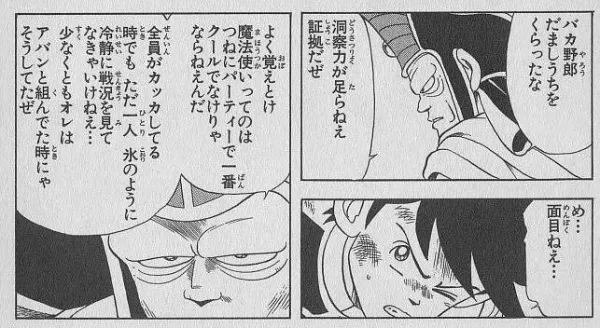 バカ野郎
だましうちを
くらったな
洞察力が足らねえ
証拠だぜ
め…
面目ねえ…
よく覚えとけ
魔法使いってのは
つねにパーティーで一番
クールでなけりゃ
ならねえんだ
全員がカッカしてる
時でも ただ一人 氷のように
冷静に戦況を見て
なきゃいけねえ…
少なくともオレは
アバンと組んでた時にゃ
そうしてたぜ